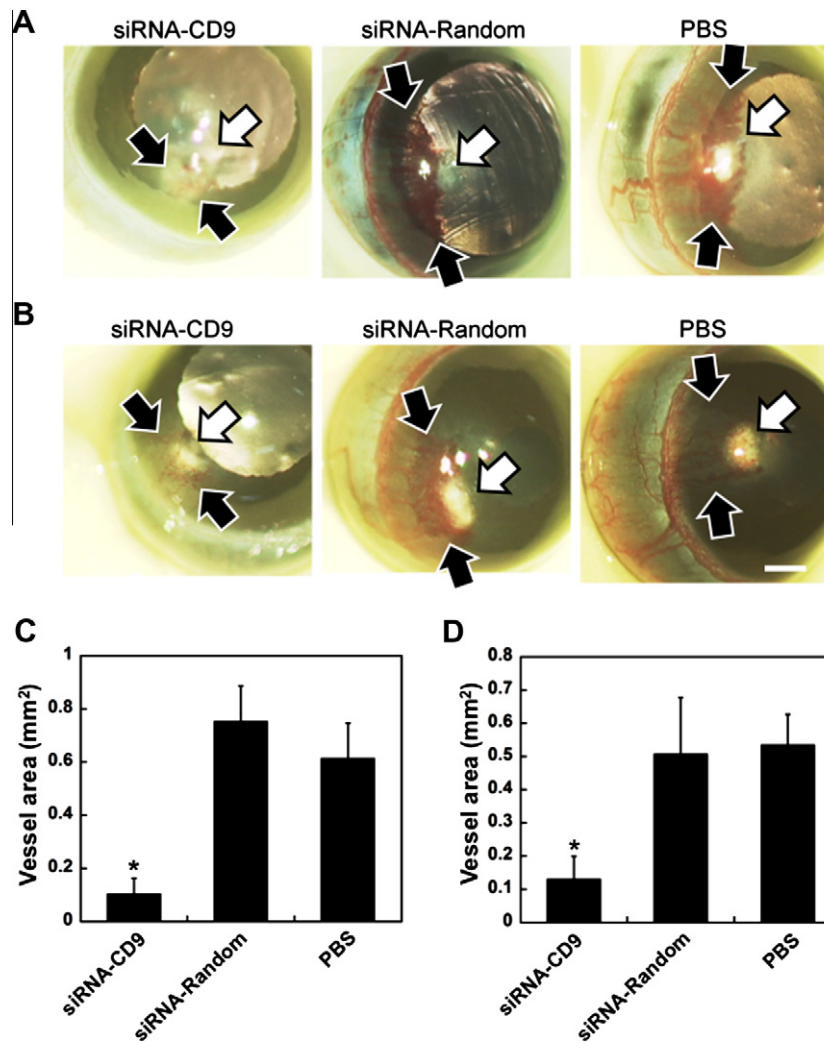 A
siRNA-CD9 siRNA-Random PBS
B
siRNA-CD9 siRNA-Random PBS
C
Vessel area (mm²)
1
0.8
0.6
0.4
0.2
0
*
siRNA-CD9
siRNA-Random
PBS
D
Vessel area (mm²)
0.8
0.7
0.6
0.5
0.4
0.3
0.2
0.1
0
*
siRNA-CD9
siRNA-Random
PBS